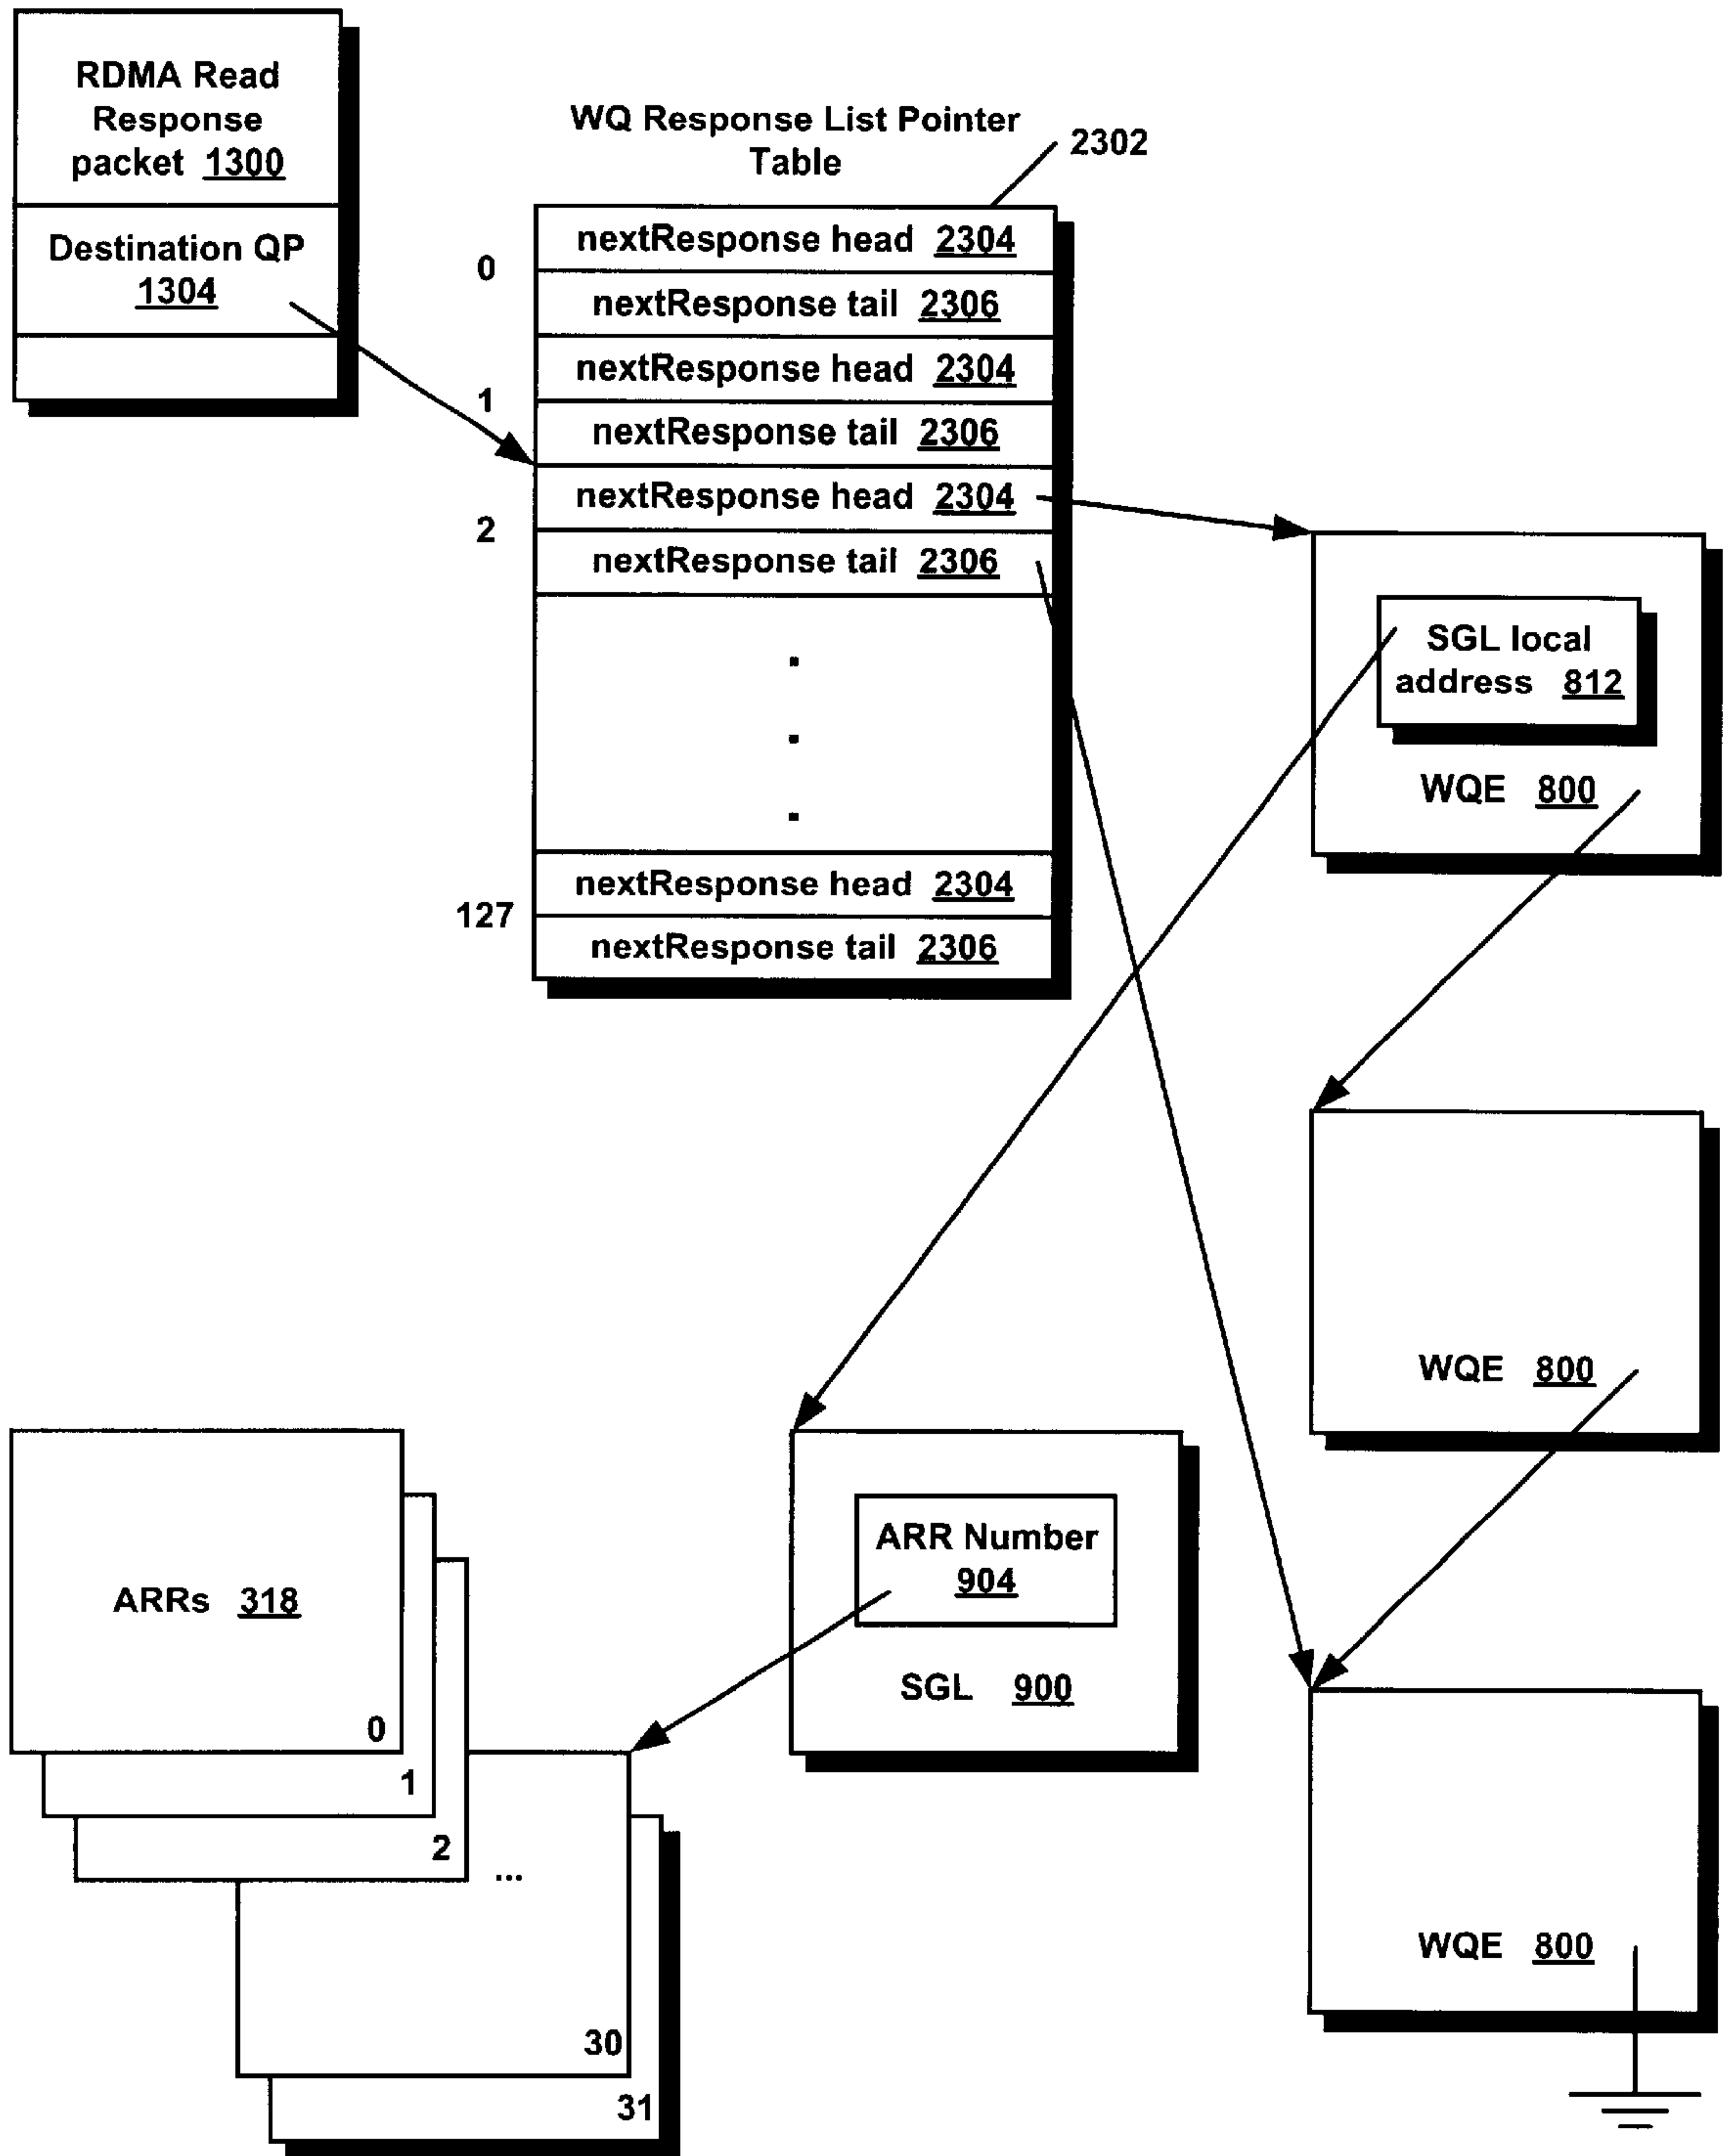 RDMA Read
Response
packet 1300
Destination QP
1304
WQ Response List Pointer
Table
2302
0
nextResponse head 2304
nextResponse tail 2306
1
nextResponse head 2304
nextResponse tail 2306
2
nextResponse head 2304
nextResponse tail 2306
.
.
.
127
nextResponse head 2304
nextResponse tail 2306
SGL local
address 812
WQE 800
WQE 800
WQE 800
ARR Number
904
SGL 900
ARRs 318
0
1
2
...
30
31